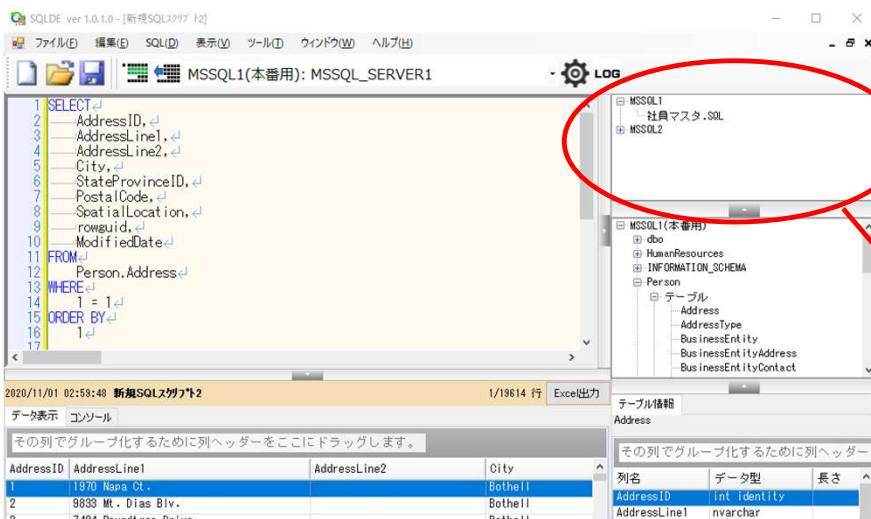 SQLDE ver 1.0.1.0 - [新規SQLスクリプト2]
ファイル(F) 編集(E) SQL(D) 表示(V) ツール(T) ウィンドウ(W) ヘルプ(H)
MSSQL1(本番用): MSSQL_SERVER1 LOG
1 SELECT
2 AddressID,
3 AddressLine1,
4 AddressLine2,
5 City,
6 StateProvinceID,
7 PostalCode,
8 SpatialLocation,
9 rowguid,
10 ModifiedDate
11 FROM
12 Person.Address
13 WHERE
14 1 = 1
15 ORDER BY
16 1
17
MSSQL1
社員マスタ.SQL
MSSQL2
MSSQL1(本番用)
dbo
HumanResources
INFORMATION_SCHEMA
Person
テーブル
Address
AddressType
BusinessEntity
BusinessEntityAddress
BusinessEntityContact
2020/11/01 02:59:48 新規SQLスクリプト2 1/19614 行 Excel出力
データ表示 コンソール
その列でグループ化するために列ヘッダーをここにドラッグします。
AddressID AddressLine1 AddressLine2 City
1 1970 Napa Ct. Bothell
2 9833 Mt. Dias Blv. Bothell
テーブル情報
Address
その列でグループ化するために列ヘッダー
列名 データ型 長さ
AddressID int identity
AddressLine1 nvarchar